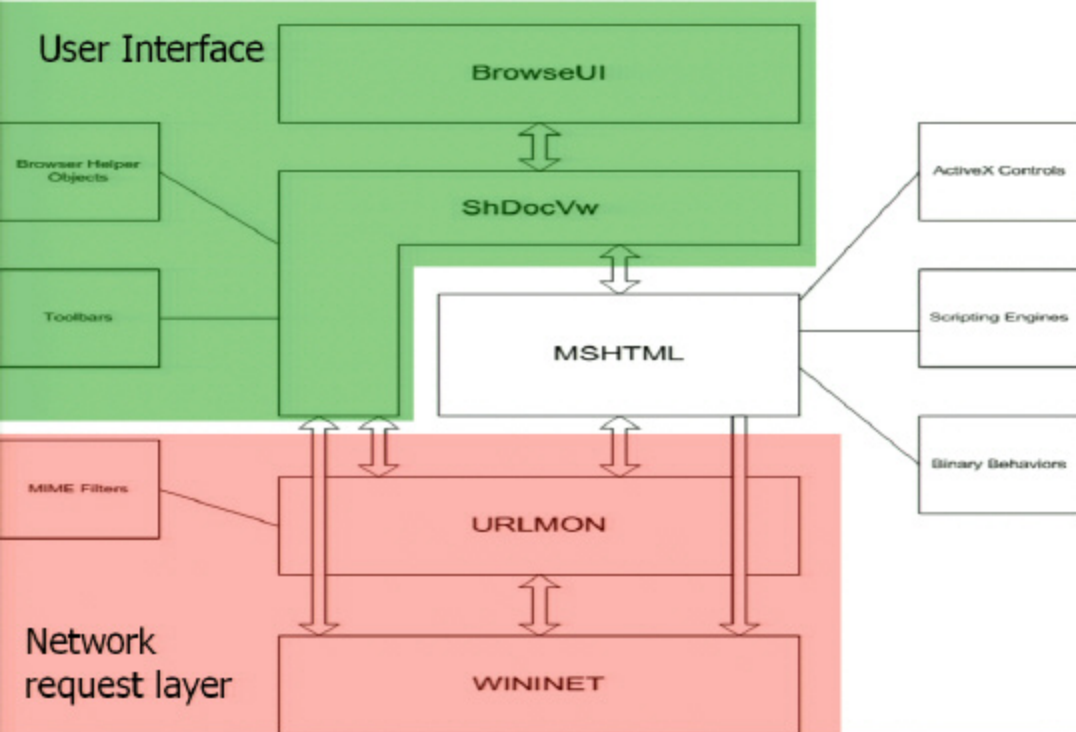 User Interface
BrowseUI
Browser Helper
Objects
ActiveX Controls
ShDocVw
Toolbars
Scripting Engines
MSHTML
Binary Behaviors
MIME Filters
URLMON
Network
request layer
WININET